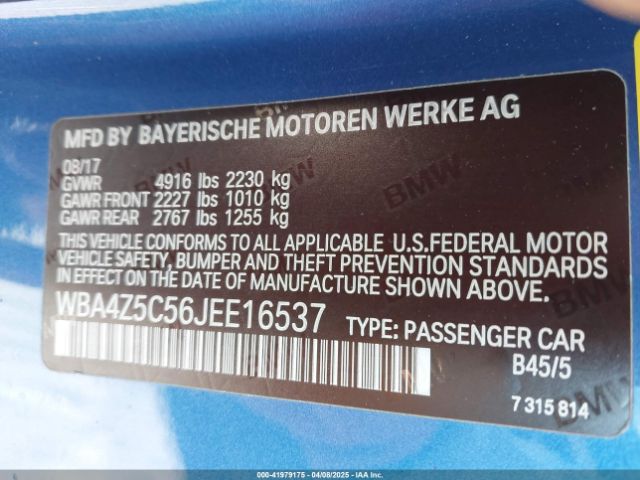 MFD BY BAYERISCHE MOTOREN WERKE AG
08/17
GVWR 4916 lbs 2230 kg
GAWR FRONT 2227 lbs 1010 kg
GAWR REAR 2767 lbs 1255 kg
THIS VEHICLE CONFORMS TO ALL APPLICABLE U.S.FEDERAL MOTOR
VEHICLE SAFETY, BUMPER AND THEFT PREVENTION STANDARDS
IN EFFECT ON THE DATE OF MANUFACTURE SHOWN ABOVE.
WBA4Z5C56JEE16537 TYPE: PASSENGER CAR
B45/5
7 315 814
BMW
BMW
BMW
000-41979175 - 04/08/2025 - IAA Inc.